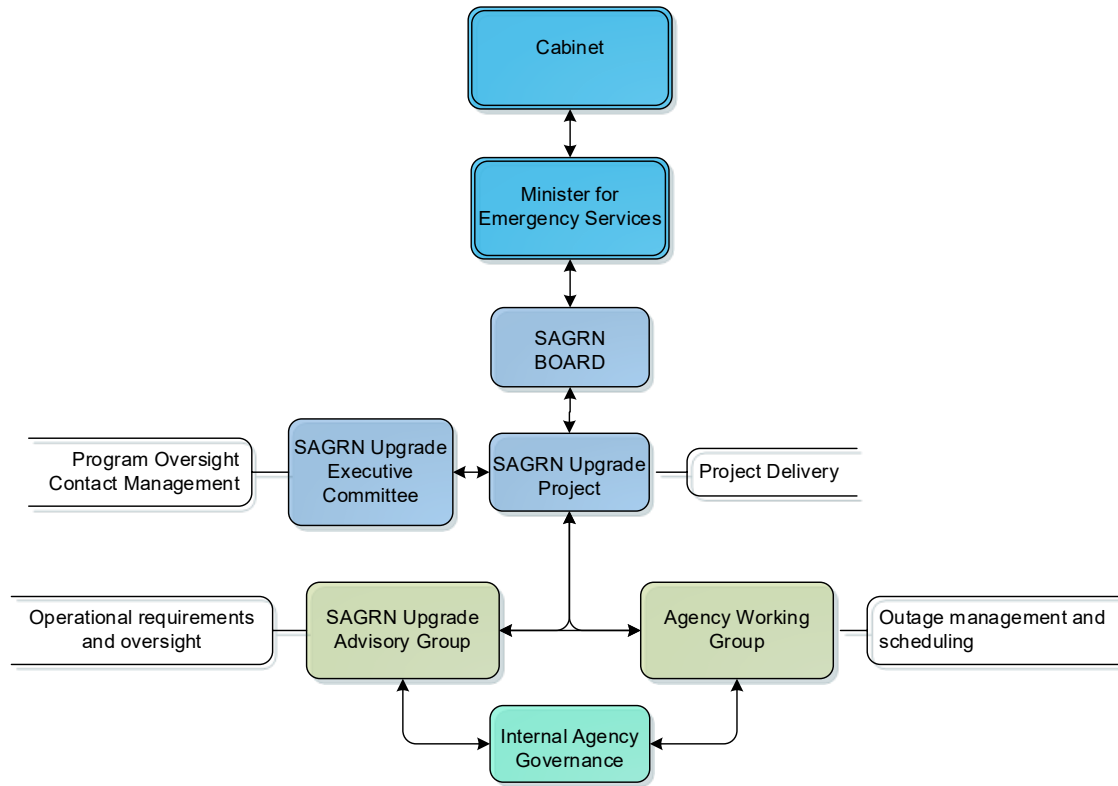 Cabinet
Minister for
Emergency Services
SAGRN
BOARD
Program Oversight
Contact Management
SAGRN Upgrade
Executive
Committee
SAGRN Upgrade
Project
Project Delivery
Operational requirements
and oversight
SAGRN Upgrade
Advisory Group
Agency Working
Group
Outage management and
scheduling
Internal Agency
Governance